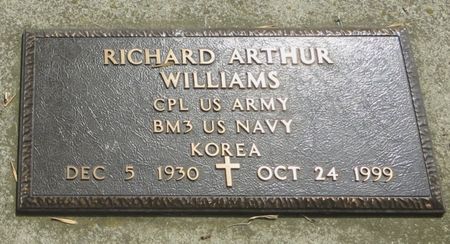 RICHARD ARTHUR
WILLIAMS
CPL US ARMY
BM3 US NAVY
KOREA
DEC 5 1930 OCT 24 1999